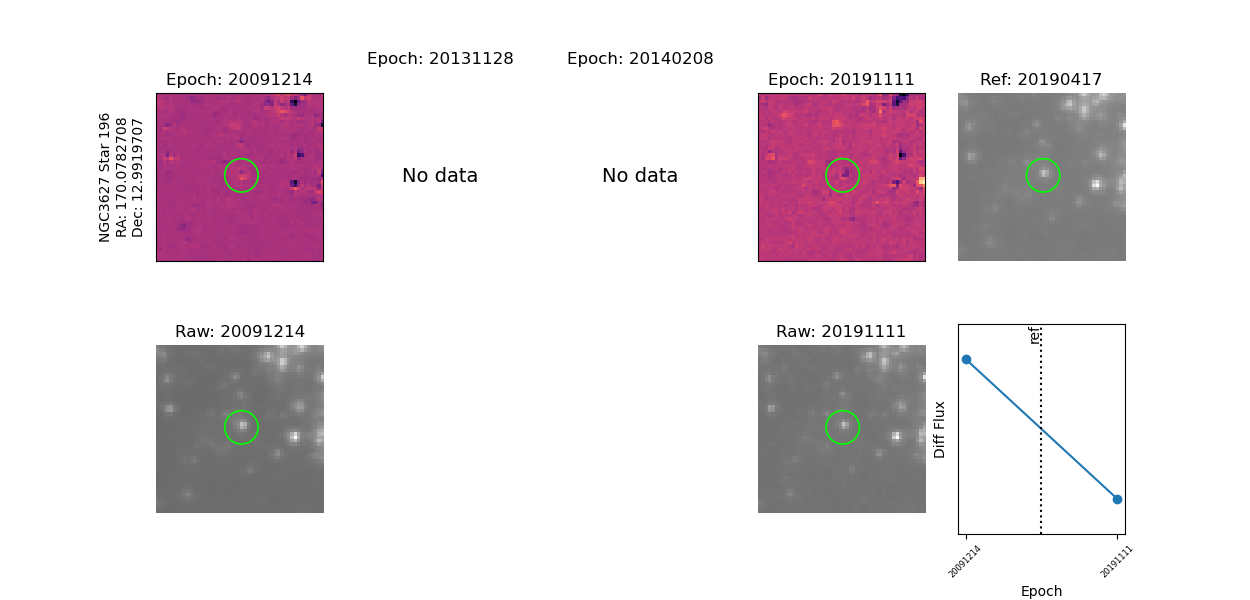 Epoch: 20091214
Epoch: 20131128
Epoch: 20140208
Epoch: 20191111
Ref: 20190417
NGC3627 Star 196
RA: 170.0782708
Dec: 12.9919707
No data
No data
Raw: 20091214
Raw: 20191111
ref
Diff Flux
20091214
20191111
Epoch